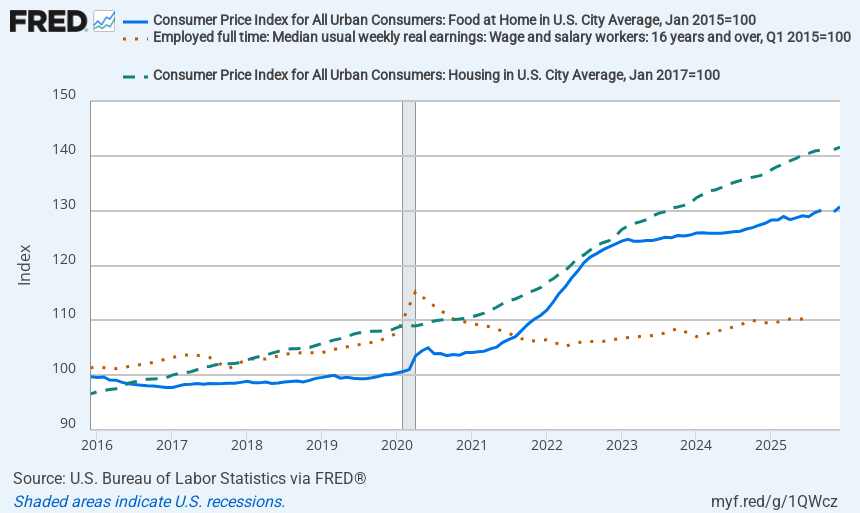 FRED
Consumer Price Index for All Urban Consumers: Food at Home in U.S. City Average, Jan 2015=100
Employed full time: Median usual weekly real earnings: Wage and salary workers: 16 years and over, Q1 2015=100
Consumer Price Index for All Urban Consumers: Housing in U.S. City Average, Jan 2017=100
150
140
130
120
110
100
90
Index
2016 2017 2018 2019 2020 2021 2022 2023 2024 2025
Source: U.S. Bureau of Labor Statistics via FRED®
Shaded areas indicate U.S. recessions.
myf.red/g/1QWcz